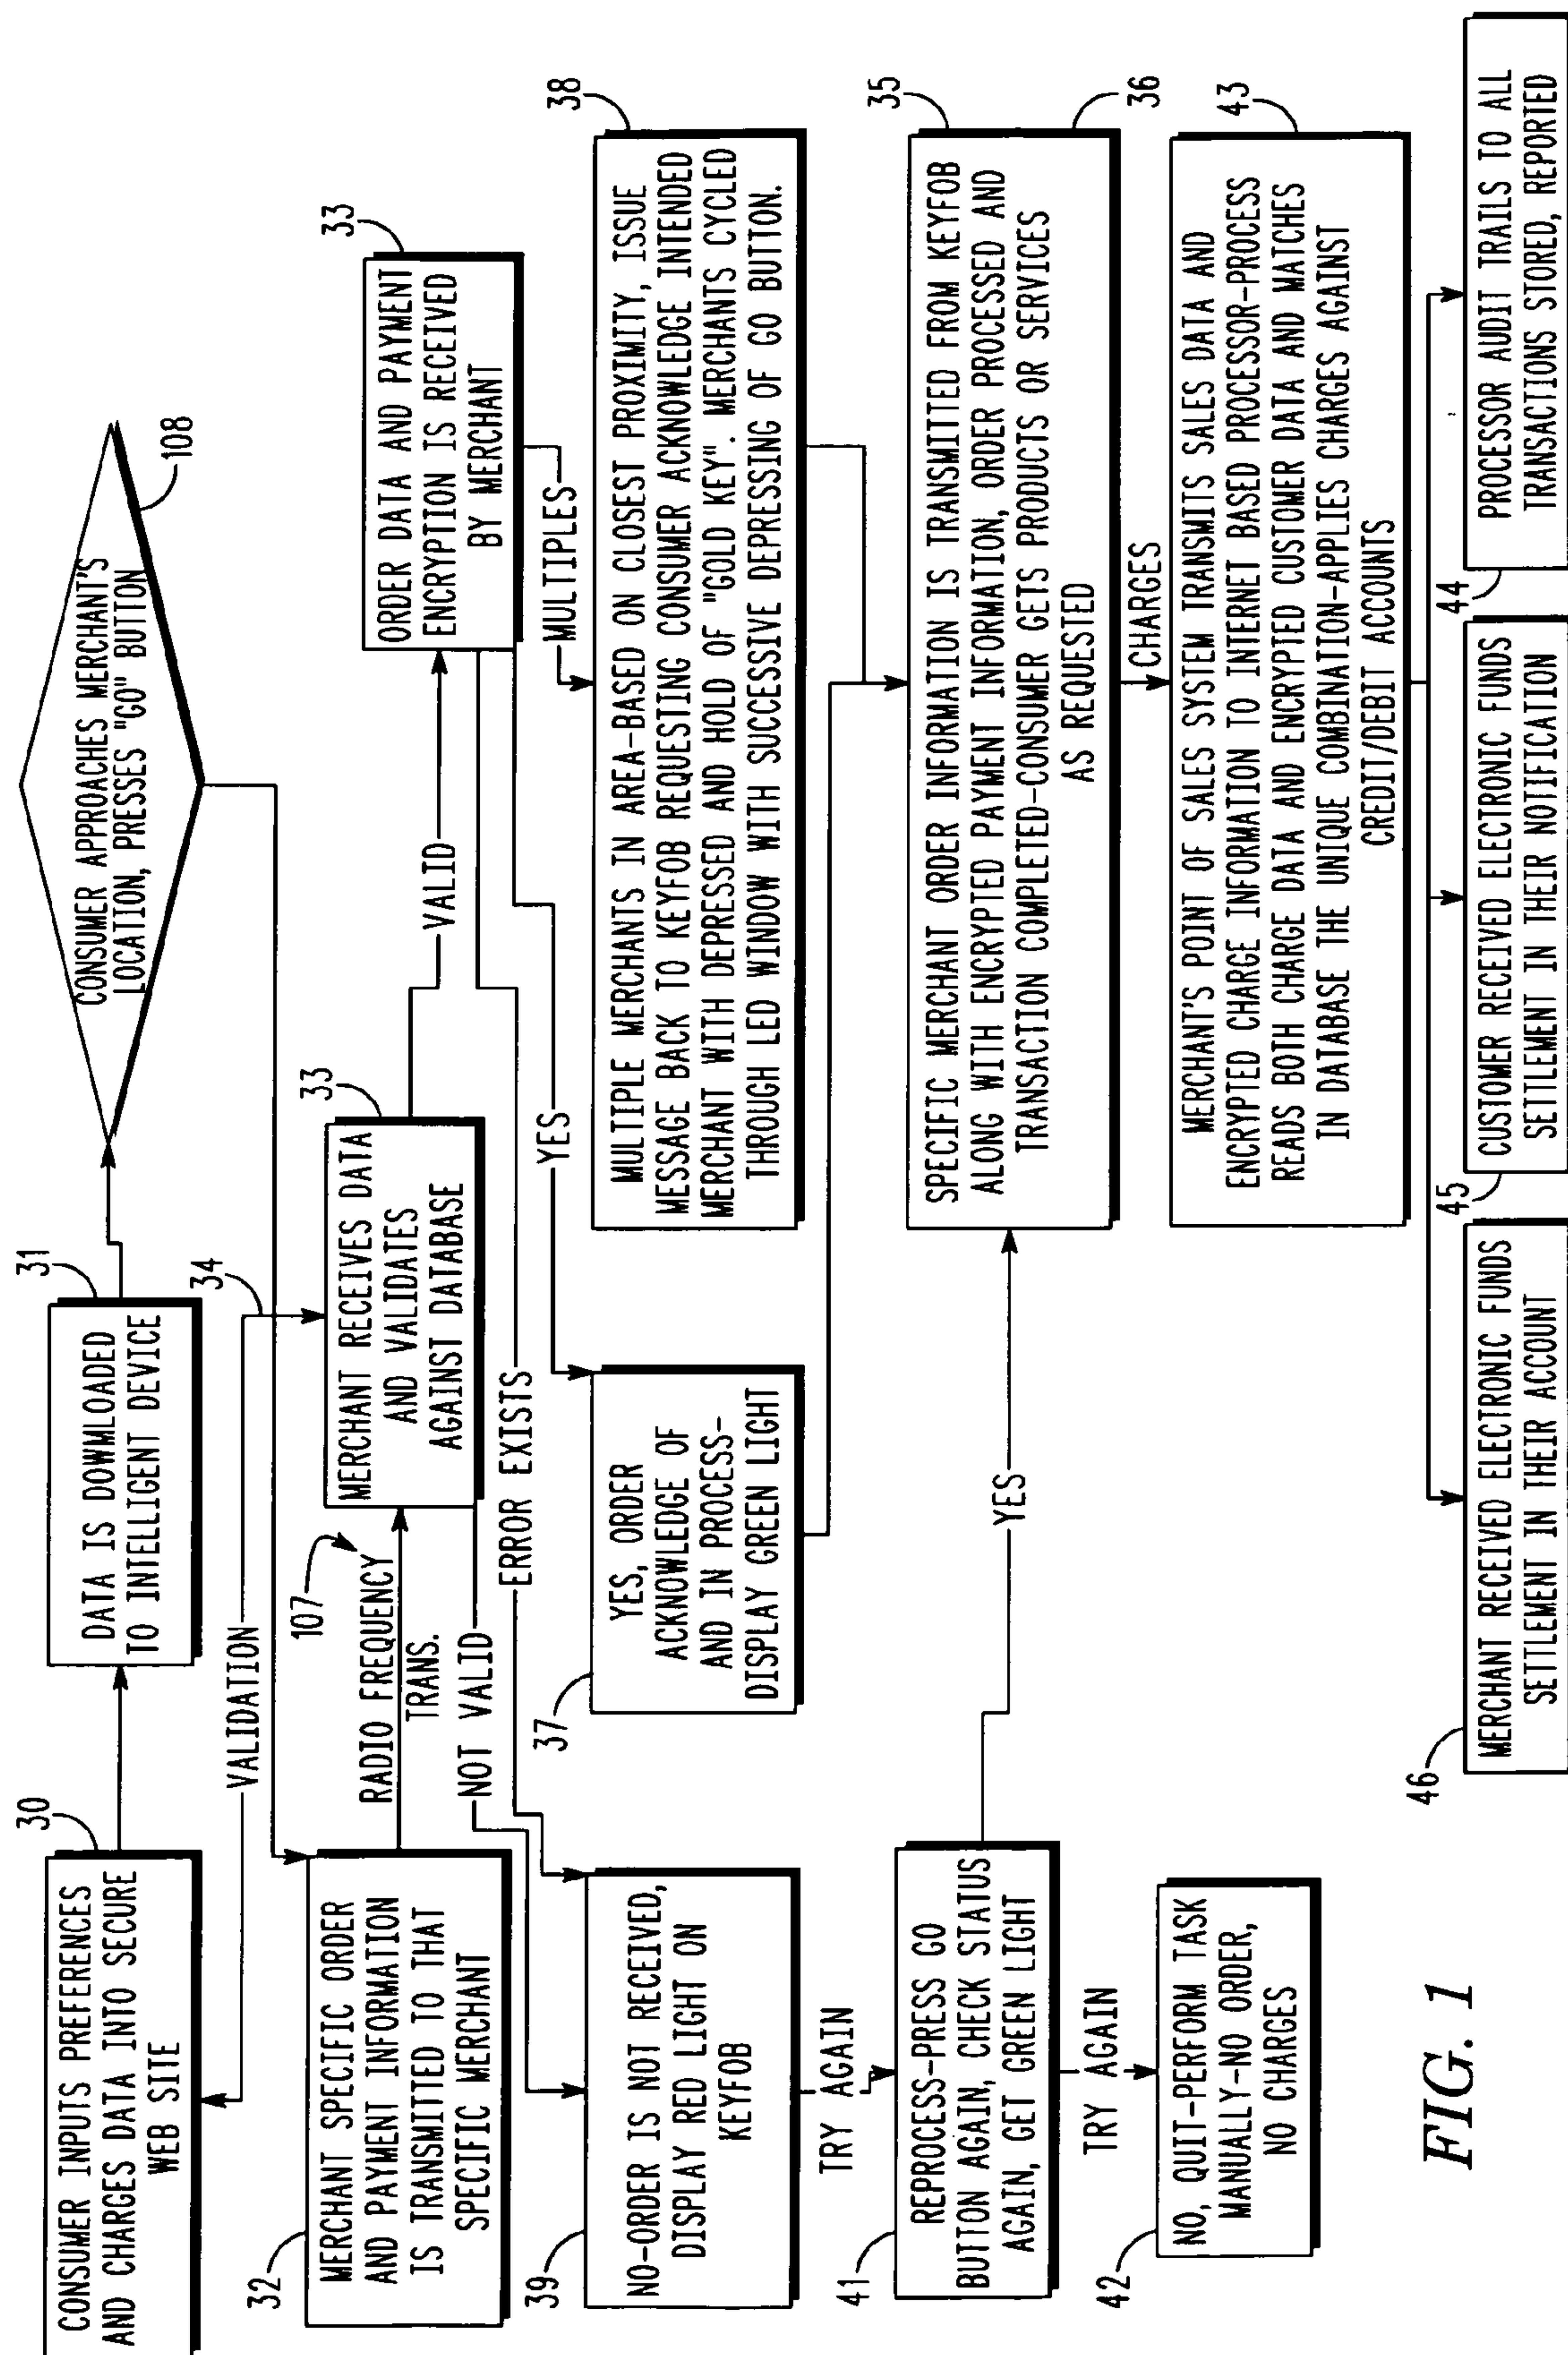 30
CONSUMER INPUTS PREFERENCES
AND CHARGES DATA INTO SECURE
WEB SITE
31
DATA IS DOWMLOADED
TO INTELLIGENT DEVICE
CONSUMER APPROACHES MERCHANT'S
LOCATION, PRESSES "GO" BUTTON
108
VALIDATION
34
32
MERCHANT SPECIFIC ORDER
AND PAYMENT INFORMATION
IS TRANSMITTED TO THAT
SPECIFIC MERCHANT
107
RADIO FREQUENCY
TRANS.
33
MERCHANT RECEIVES DATA
AND VALIDATES
AGAINST DATABASE
VALID
33
ORDER DATA AND PAYMENT
ENCRYPTION IS RECEIVED
BY MERCHANT
NOT VALID
ERROR EXISTS
YES
MULTIPLES
39
NO-ORDER IS NOT RECEIVED,
DISPLAY RED LIGHT ON
KEYFOB
37
YES, ORDER
ACKNOWLEDGE OF
AND IN PROCESS-
DISPLAY GREEN LIGHT
38
MULTIPLE MERCHANTS IN AREA-BASED ON CLOSEST PROXIMITY, ISSUE
MESSAGE BACK TO KEYFOB REQUESTING CONSUMER ACKNOWLEDGE INTENDED
MERCHANT WITH DEPRESSED AND HOLD OF "GOLD KEY". MERCHANTS CYCLED
THROUGH LED WINDOW WITH SUCCESSIVE DEPRESSING OF GO BUTTON.
TRY AGAIN
41
REPROCESS-PRESS GO
BUTTON AGAIN, CHECK STATUS
AGAIN, GET GREEN LIGHT
YES
35
SPECIFIC MERCHANT ORDER INFORMATION IS TRANSMITTED FROM KEYFOB
ALONG WITH ENCRYPTED PAYMENT INFORMATION, ORDER PROCESSED AND
TRANSACTION COMPLETED-CONSUMER GETS PRODUCTS OR SERVICES
AS REQUESTED
36
TRY AGAIN
CHARGES
42
NO, QUIT-PERFORM TASK
MANUALLY-NO ORDER,
NO CHARGES
43
MERCHANT'S POINT OF SALES SYSTEM TRANSMITS SALES DATA AND
ENCRYPTED CHARGE INFORMATION TO INTERNET BASED PROCESSOR-PROCESS
READS BOTH CHARGE DATA AND ENCRYPTED CUSTOMER DATA AND MATCHES
IN DATABASE THE UNIQUE COMBINATION-APPLIES CHARGES AGAINST
CREDIT/DEBIT ACCOUNTS
46
MERCHANT RECEIVED ELECTRONIC FUNDS
SETTLEMENT IN THEIR ACCOUNT
45
CUSTOMER RECEIVED ELECTRONIC FUNDS
SETTLEMENT IN THEIR NOTIFICATION
44
PROCESSOR AUDIT TRAILS TO ALL
TRANSACTIONS STORED, REPORTED
FIG. 1